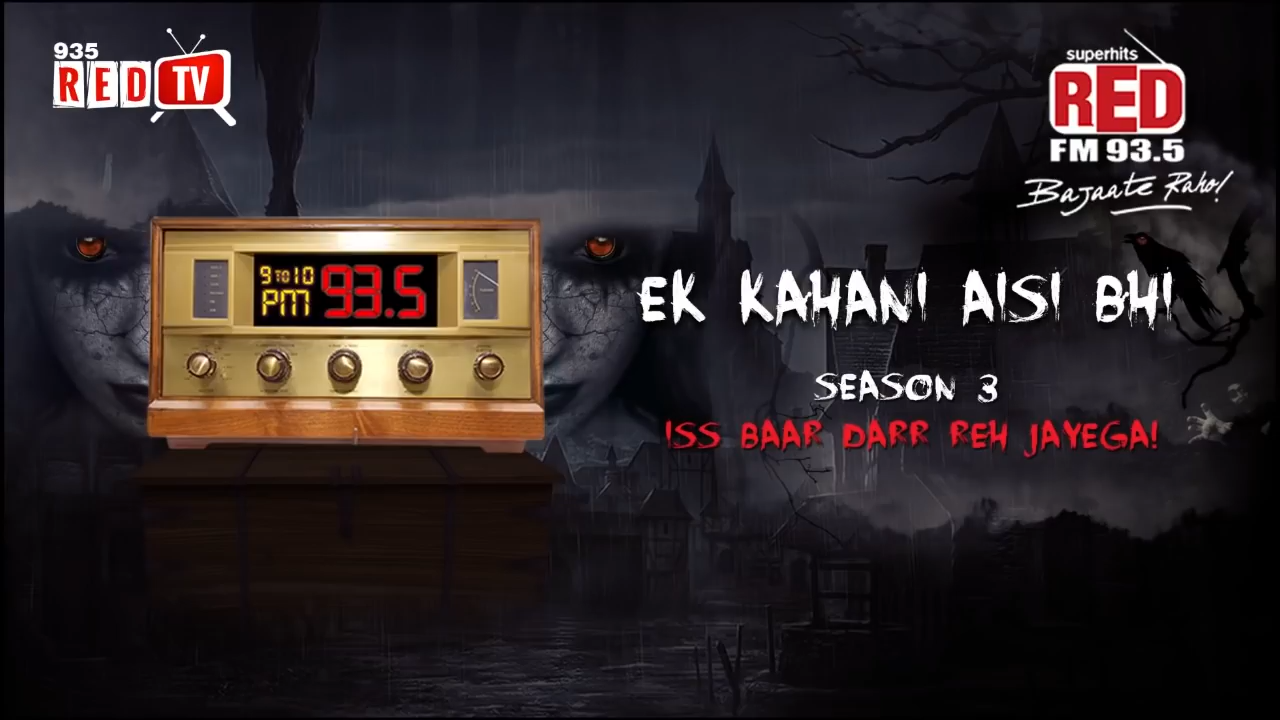 935
RED TV
superhits
RED
FM 93.5
Bajaate Raho!
9 TO 10
PM
93.5
EK KAHANI AISI BHI
SEASON 3
ISS BAAR DARR REH JAYEGA!